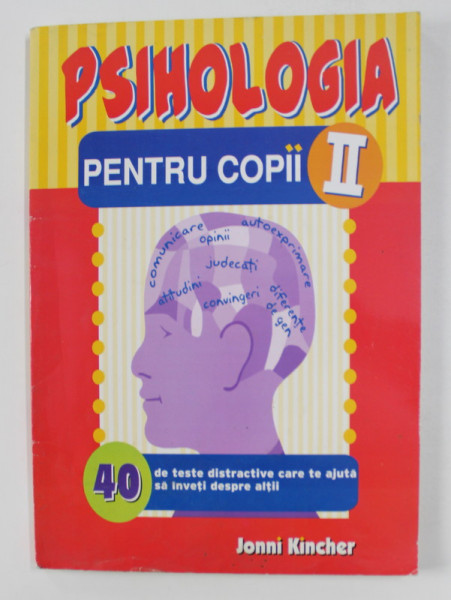 PSIHOLOGIA
PENTRU COPII II
comunicare
opinii
autoexprimare
judecăți
atitudini
convingeri
diferențe
de gen
40
de teste distractive care te ajută
să înveți despre alții
Jonni Kincher